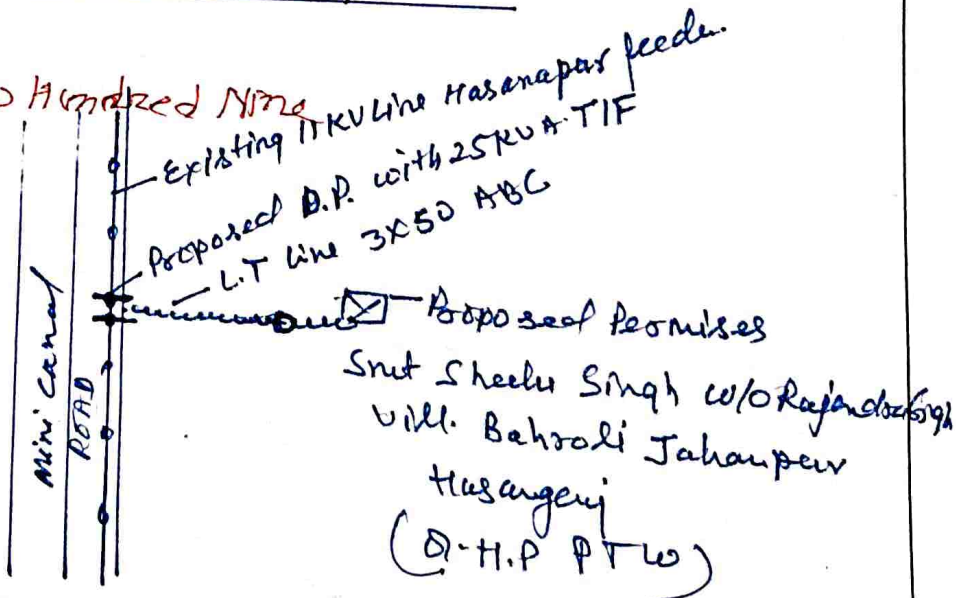 Hundred Nine
Existing 11KV Line Hasanapur feeder.
Proposed D.P. with 25KVA T/F
L.T line 3X50 ABC
Proposed Permises
Smt Sheelu Singh w/o Rajendra Singh
Vill. Bahroli Jahanpur
Hasanganj
H.P PTW)
Mini Canal
ROAD